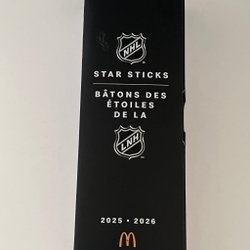 NHL
STAR STICKS
BÂTONS DES
ÉTOILES
DE LA
LNH
2025 • 2026